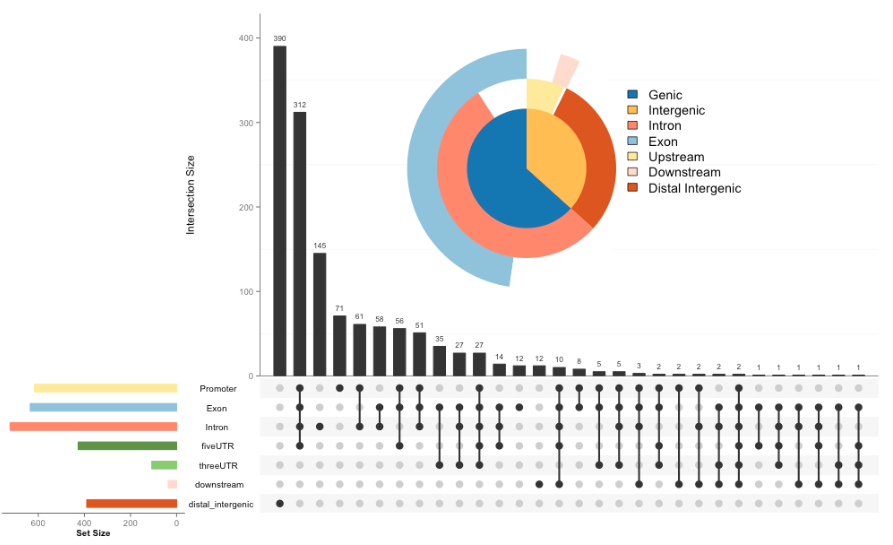 390
400
312
300
Intersection Size
200
145
100
71
61
58
56
51
35
27
27
14
12
12
10
8
5
5
3
2
2
2
2
1
1
1
1
1
1
0
Genic
Intergenic
Intron
Exon
Upstream
Downstream
Distal Intergenic
Promoter
Exon
Intron
fiveUTR
threeUTR
downstream
distal_intergenic
600 400 200 0
Set Size